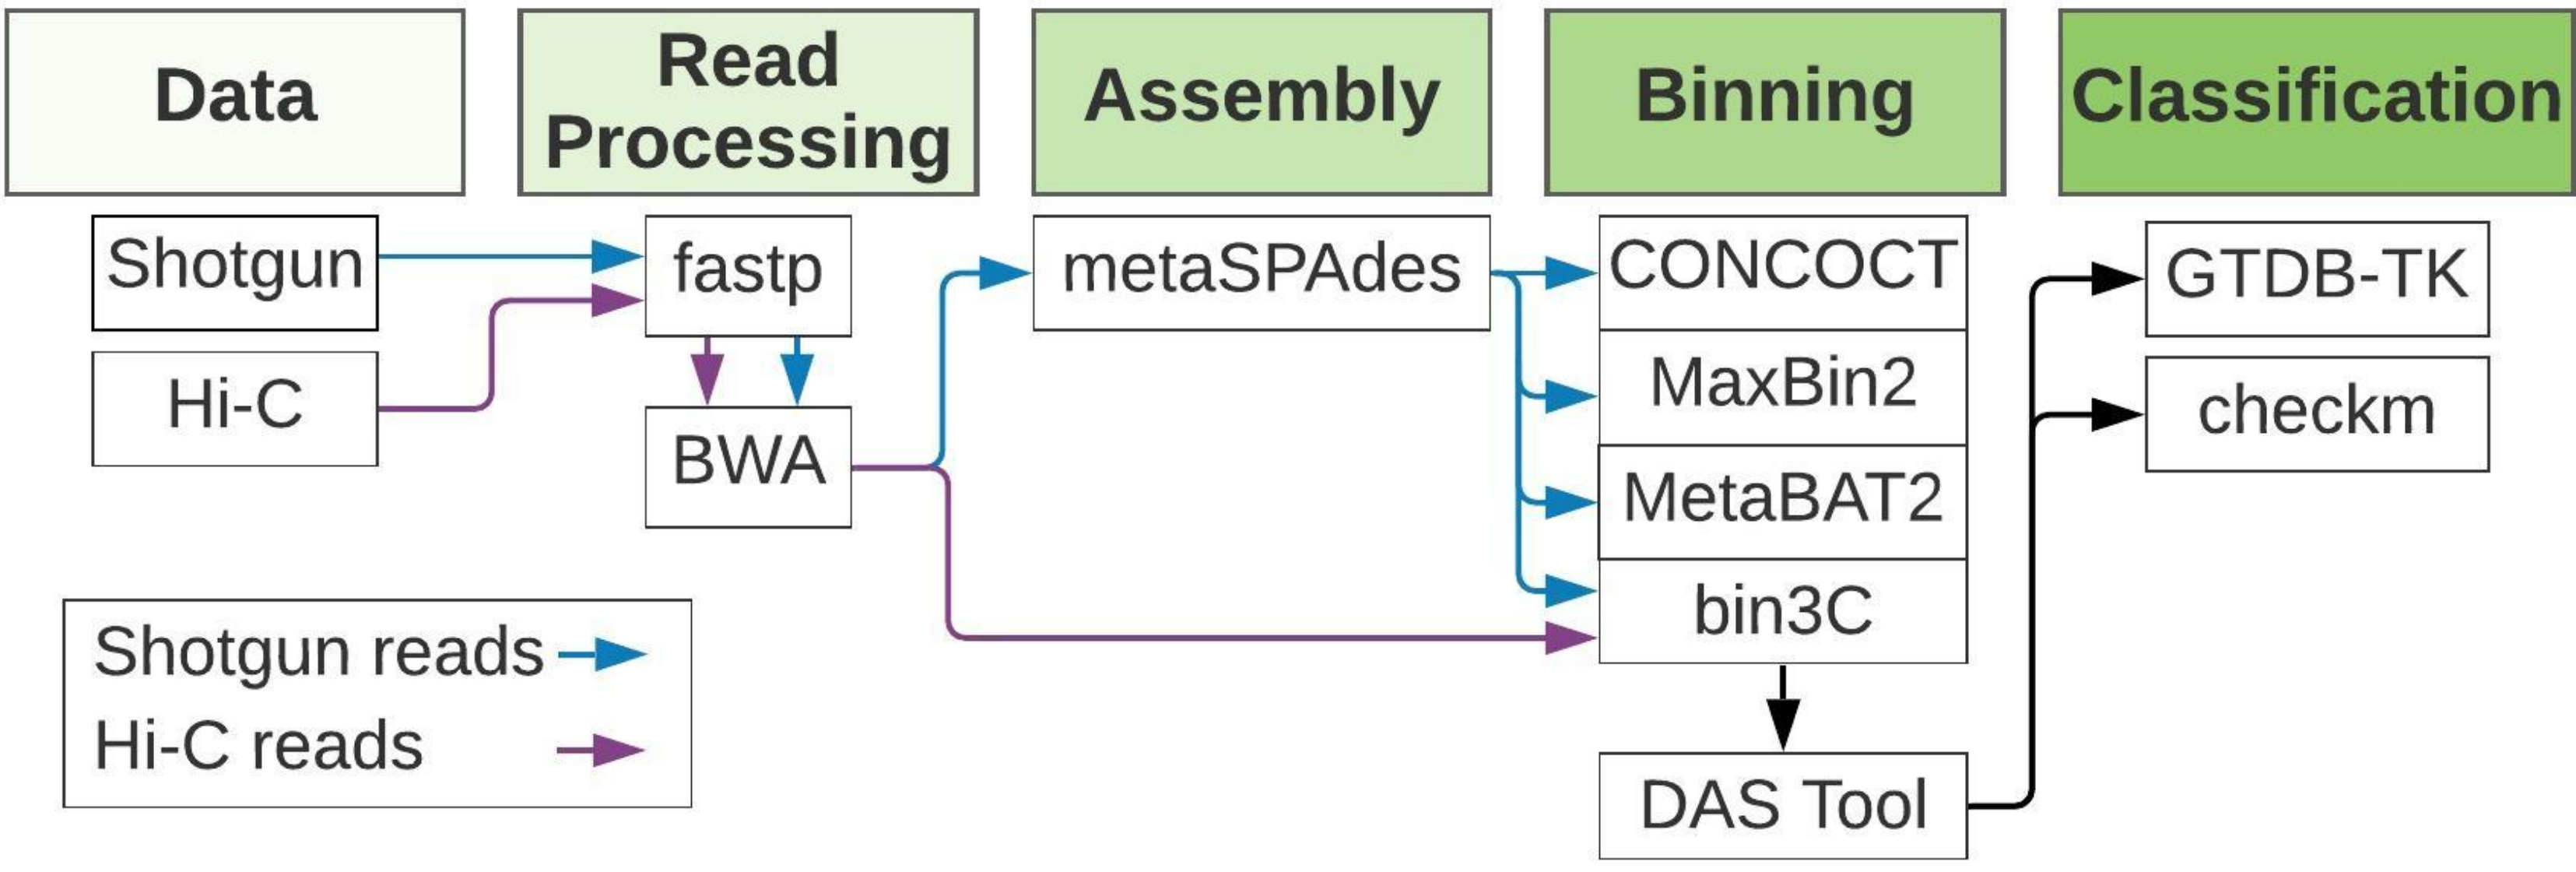 Data
Read
Processing
Assembly
Binning
Classification
Shotgun
Hi-C
fastp
BWA
metaSPAdes
CONCOCT
MaxBin2
MetaBAT2
bin3C
DAS Tool
GTDB-TK
checkm
Shotgun reads
Hi-C reads